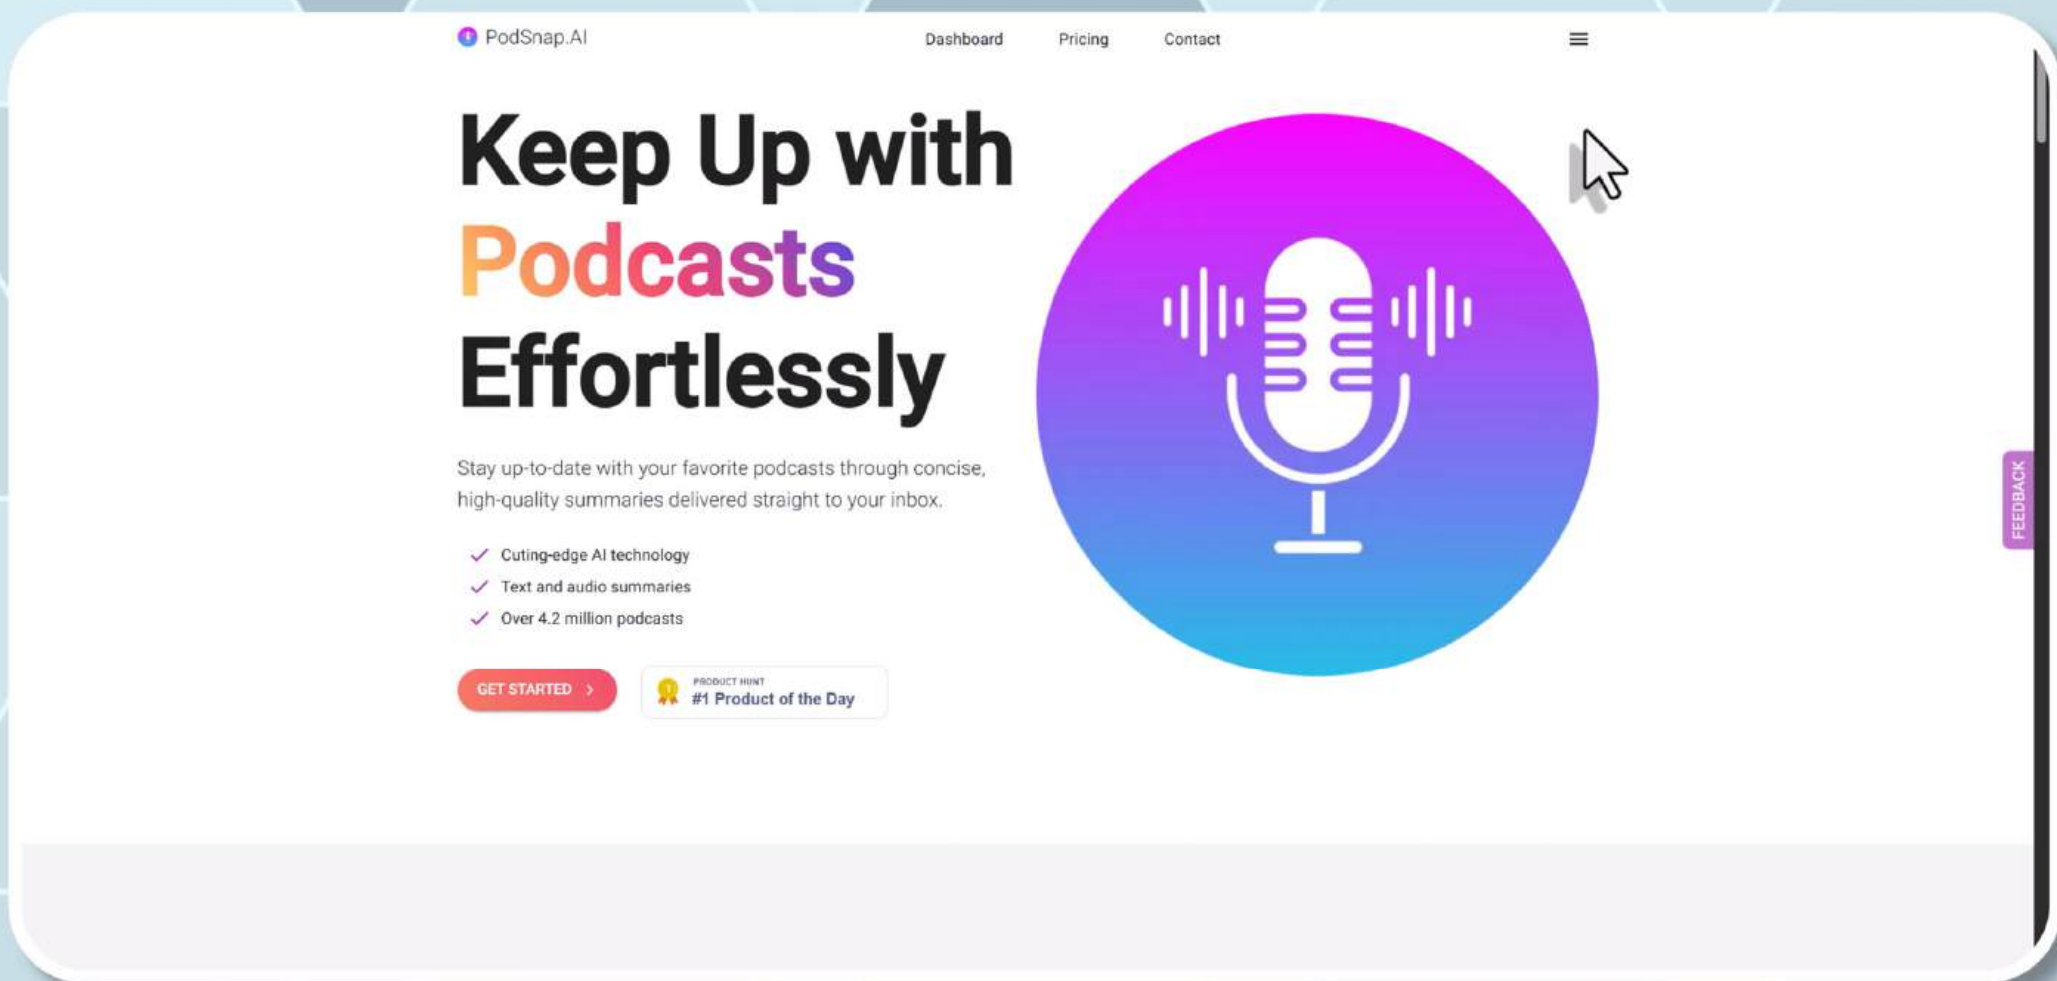 PodSnap.AI
Dashboard
Pricing
Contact
Keep Up with
Podcasts
Effortlessly
Stay up-to-date with your favorite podcasts through concise,
high-quality summaries delivered straight to your inbox.
Cuting-edge AI technology
Text and audio summaries
Over 4.2 million podcasts
GET STARTED
PRODUCT HUNT
#1 Product of the Day
FEEDBACK